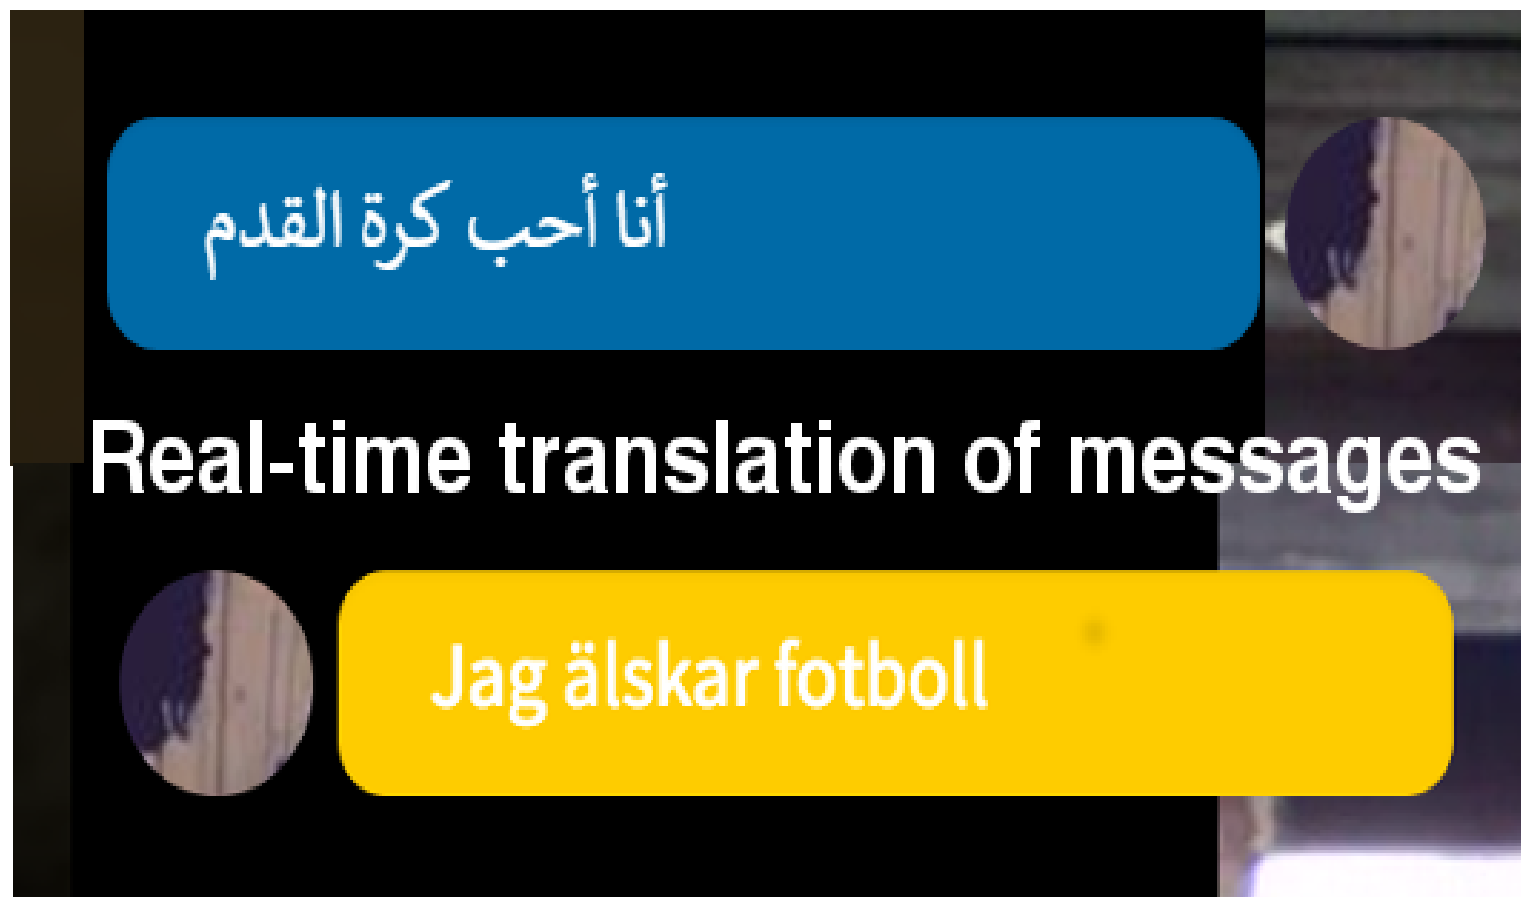 أنا أحب كرة القدم
Real-time translation of messages
Jag älskar fotboll